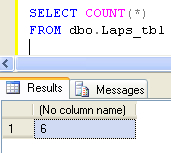 SELECT COUNT(*)
FROM dbo.Laps_tbl
Results Messages
(No column name)
1 6